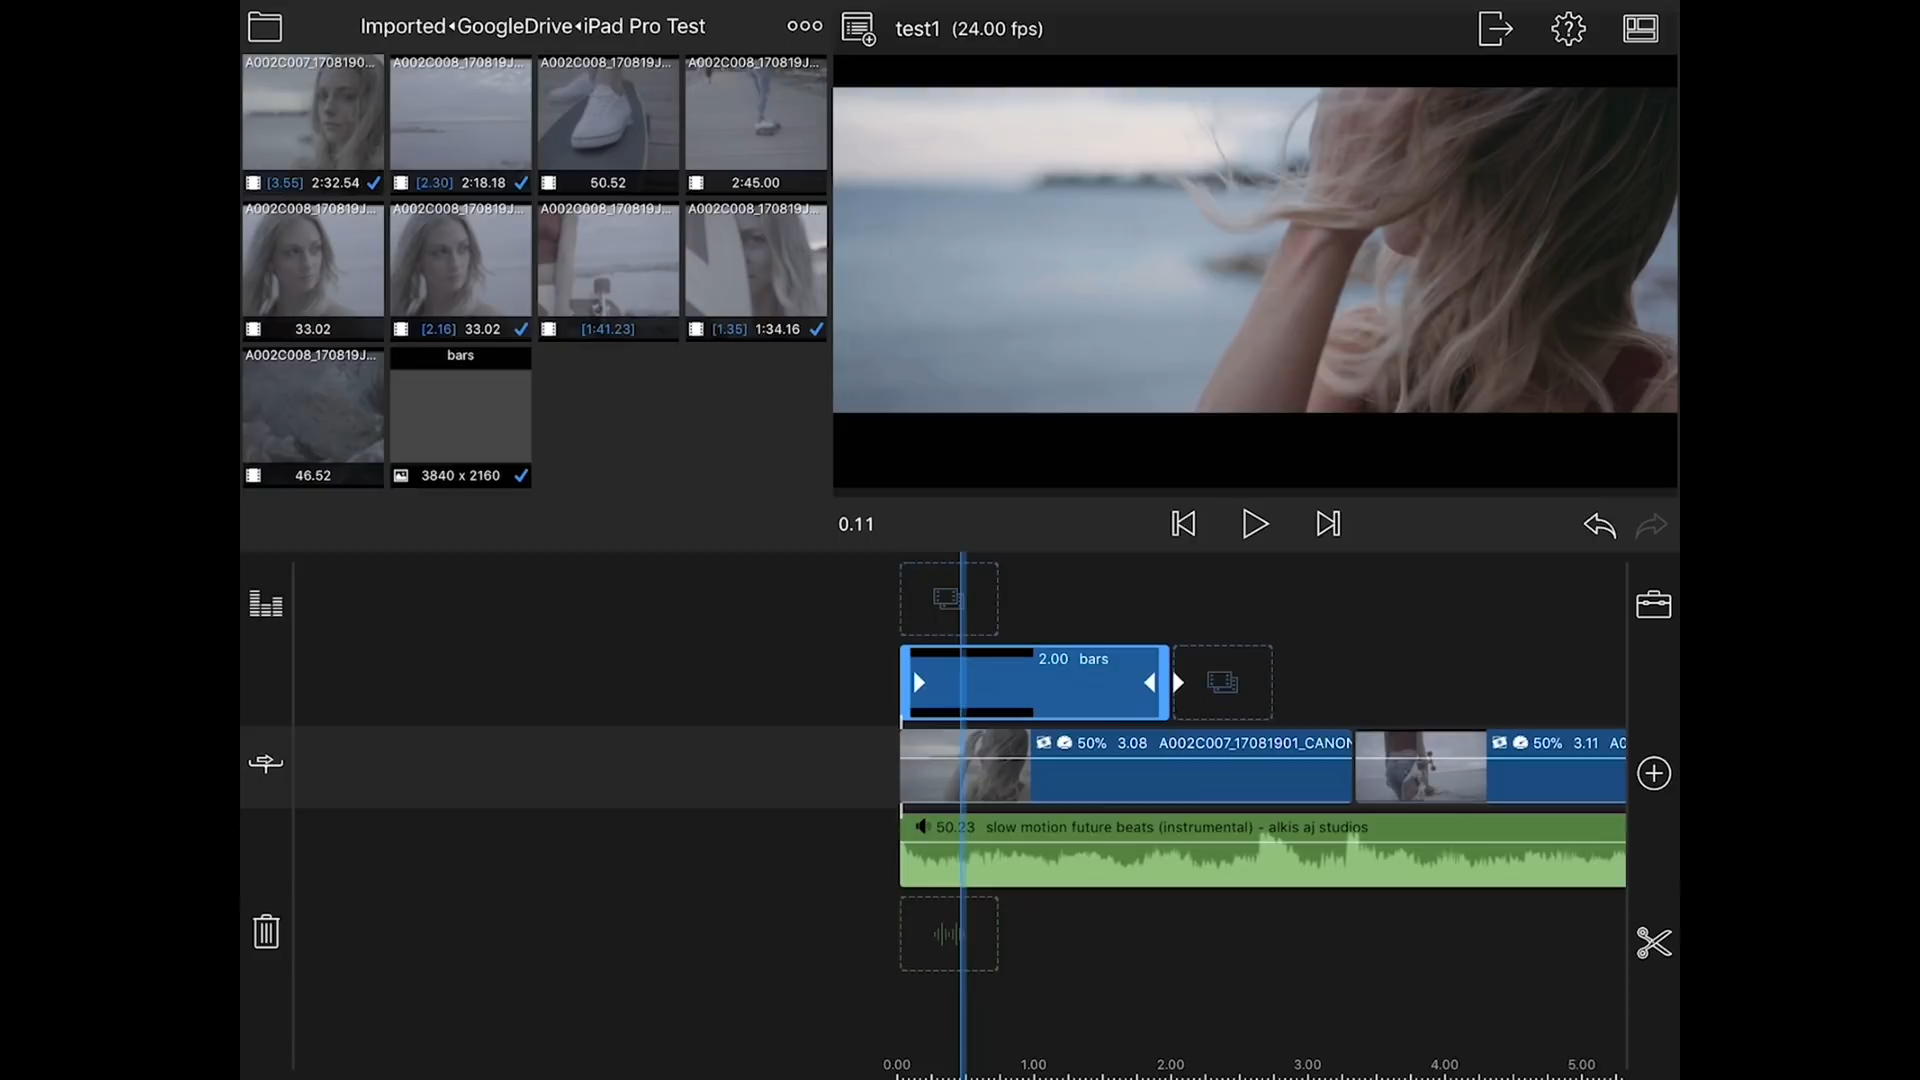 Imported◂GoogleDrive◂iPad Pro Test
test1 (24.00 fps)
A002C007_1708190...
A002C008_170819J...
A002C008_170819J...
A002C008_170819J...
[3.55] 2:32.54
[2.30] 2:18.18
50.52
2:45.00
A002C008_170819J...
A002C008_170819J...
A002C008_170819J...
A002C008_170819J...
33.02
[2.16] 33.02
[1:41.23]
[1.35] 1:34.16
A002C008_170819J...
bars
46.52
3840 x 2160
0.11
2.00 bars
50% 3.08 A002C007_17081901_CANON
50% 3.11 A0
50.23 slow motion future beats (instrumental) - alkis aj studios
0.00 1.00 2.00 3.00 4.00 5.00